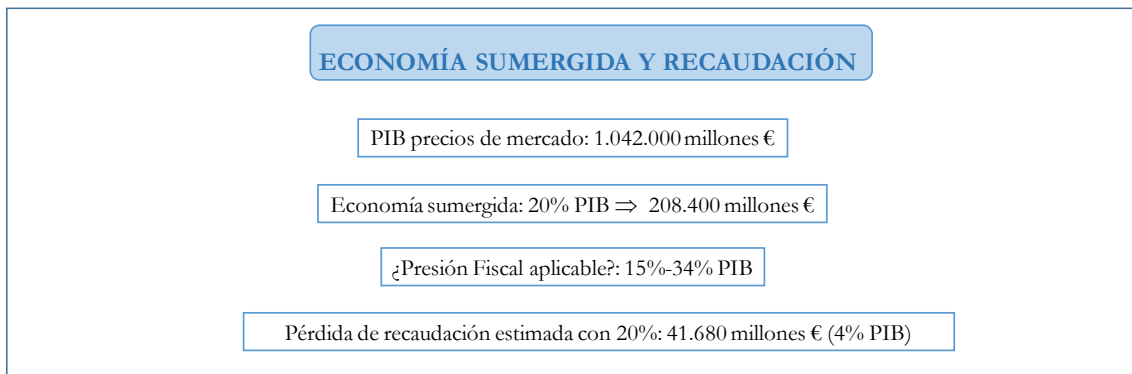 ECONOMÍA SUMERGIDA Y RECAUDACIÓN
PIB precios de mercado: 1.042.000 millones €
Economía sumergida: 20% PIB ⇒ 208.400 millones €
¿Presión Fiscal aplicable?: 15%-34% PIB
Pérdida de recaudación estimada con 20%: 41.680 millones € (4% PIB)